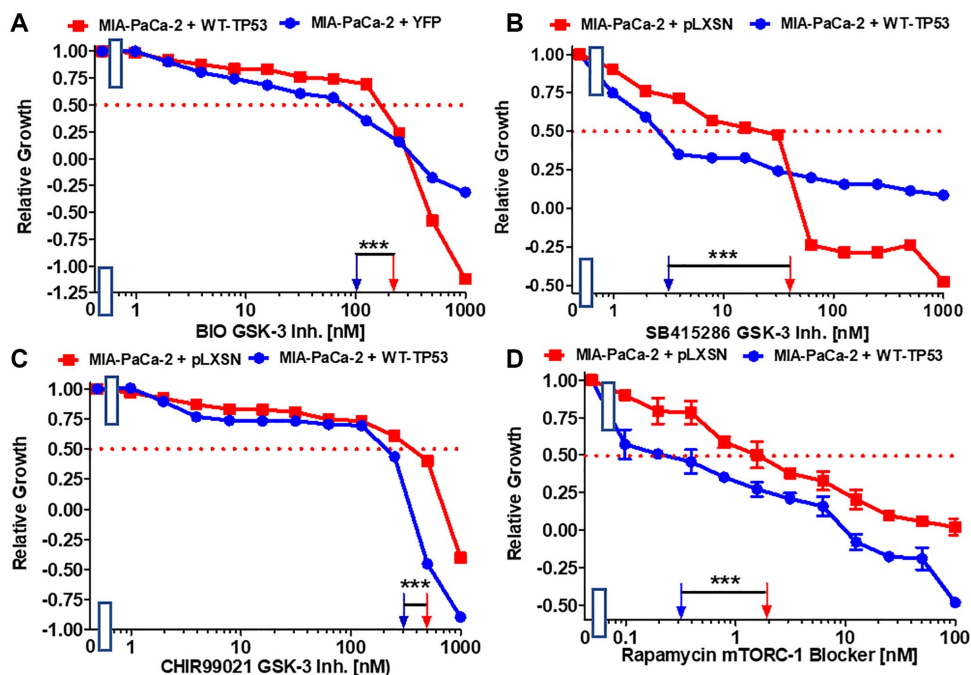 A
MIA-PaCa-2 + WT-TP53
MIA-PaCa-2 + YFP
Relative Growth
1.00
0.75
0.50
0.25
0.00
-0.25
-0.50
-0.75
-1.00
-1.25
***
0 1 10 100 1000
BIO GSK-3 Inh. [nM]
B
MIA-PaCa-2 + pLXSN
MIA-PaCa-2 + WT-TP53
Relative Growth
1.00
0.75
0.50
0.25
0.00
-0.25
-0.50
***
0 1 10 100 1000
SB415286 GSK-3 Inh. [nM]
C
MIA-PaCa-2 + pLXSN
MIA-PaCa-2 + WT-TP53
Relative Growth
1.00
0.75
0.50
0.25
0.00
-0.25
-0.50
-0.75
-1.00
***
0 1 10 100 1000
CHIR99021 GSK-3 Inh. [nM)
D
MIA-PaCa-2 + pLXSN
MIA-PaCa-2 + WT-TP53
Relative Growth
1.00
0.75
0.50
0.25
0.00
-0.25
-0.50
***
0 0.1 1 10 100
Rapamycin mTORC-1 Blocker [nM]